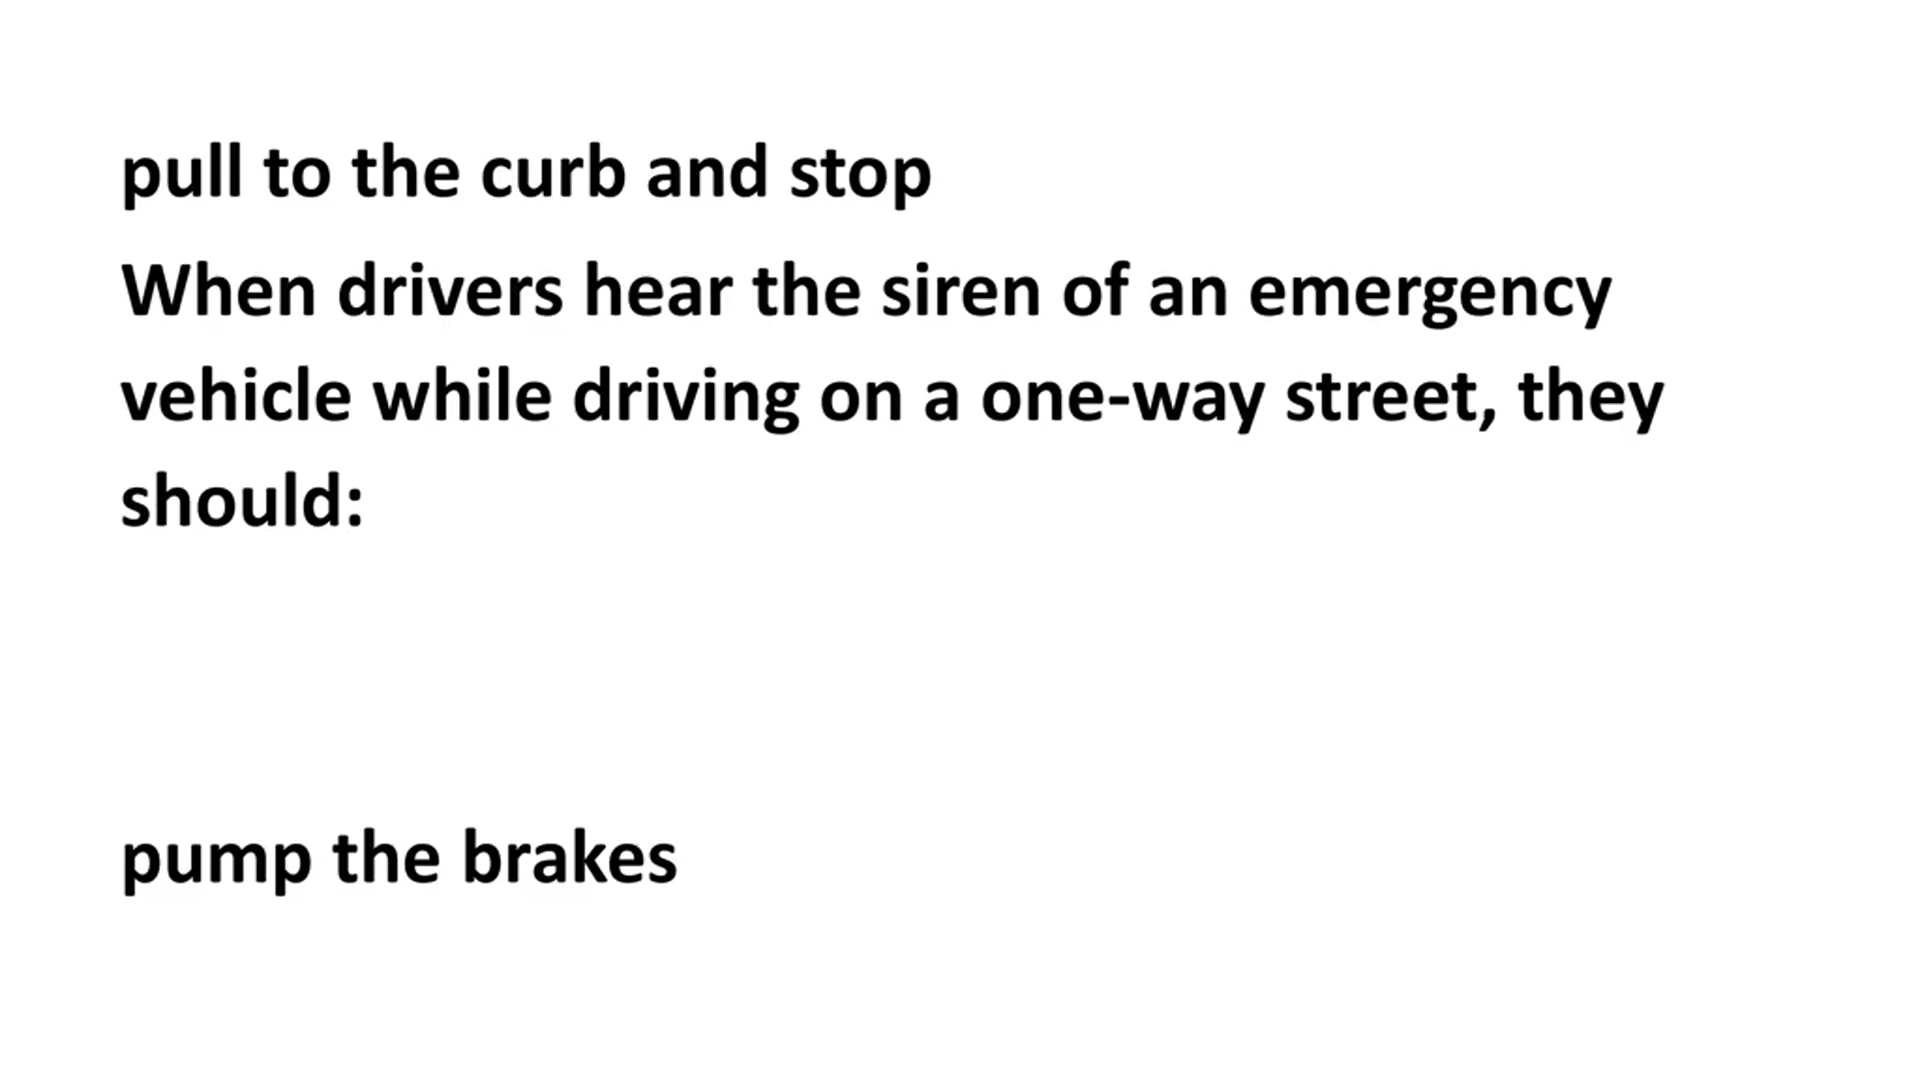 pull to the curb and stop
When drivers hear the siren of an emergency
vehicle while driving on a one-way street, they
should:
pump the brakes